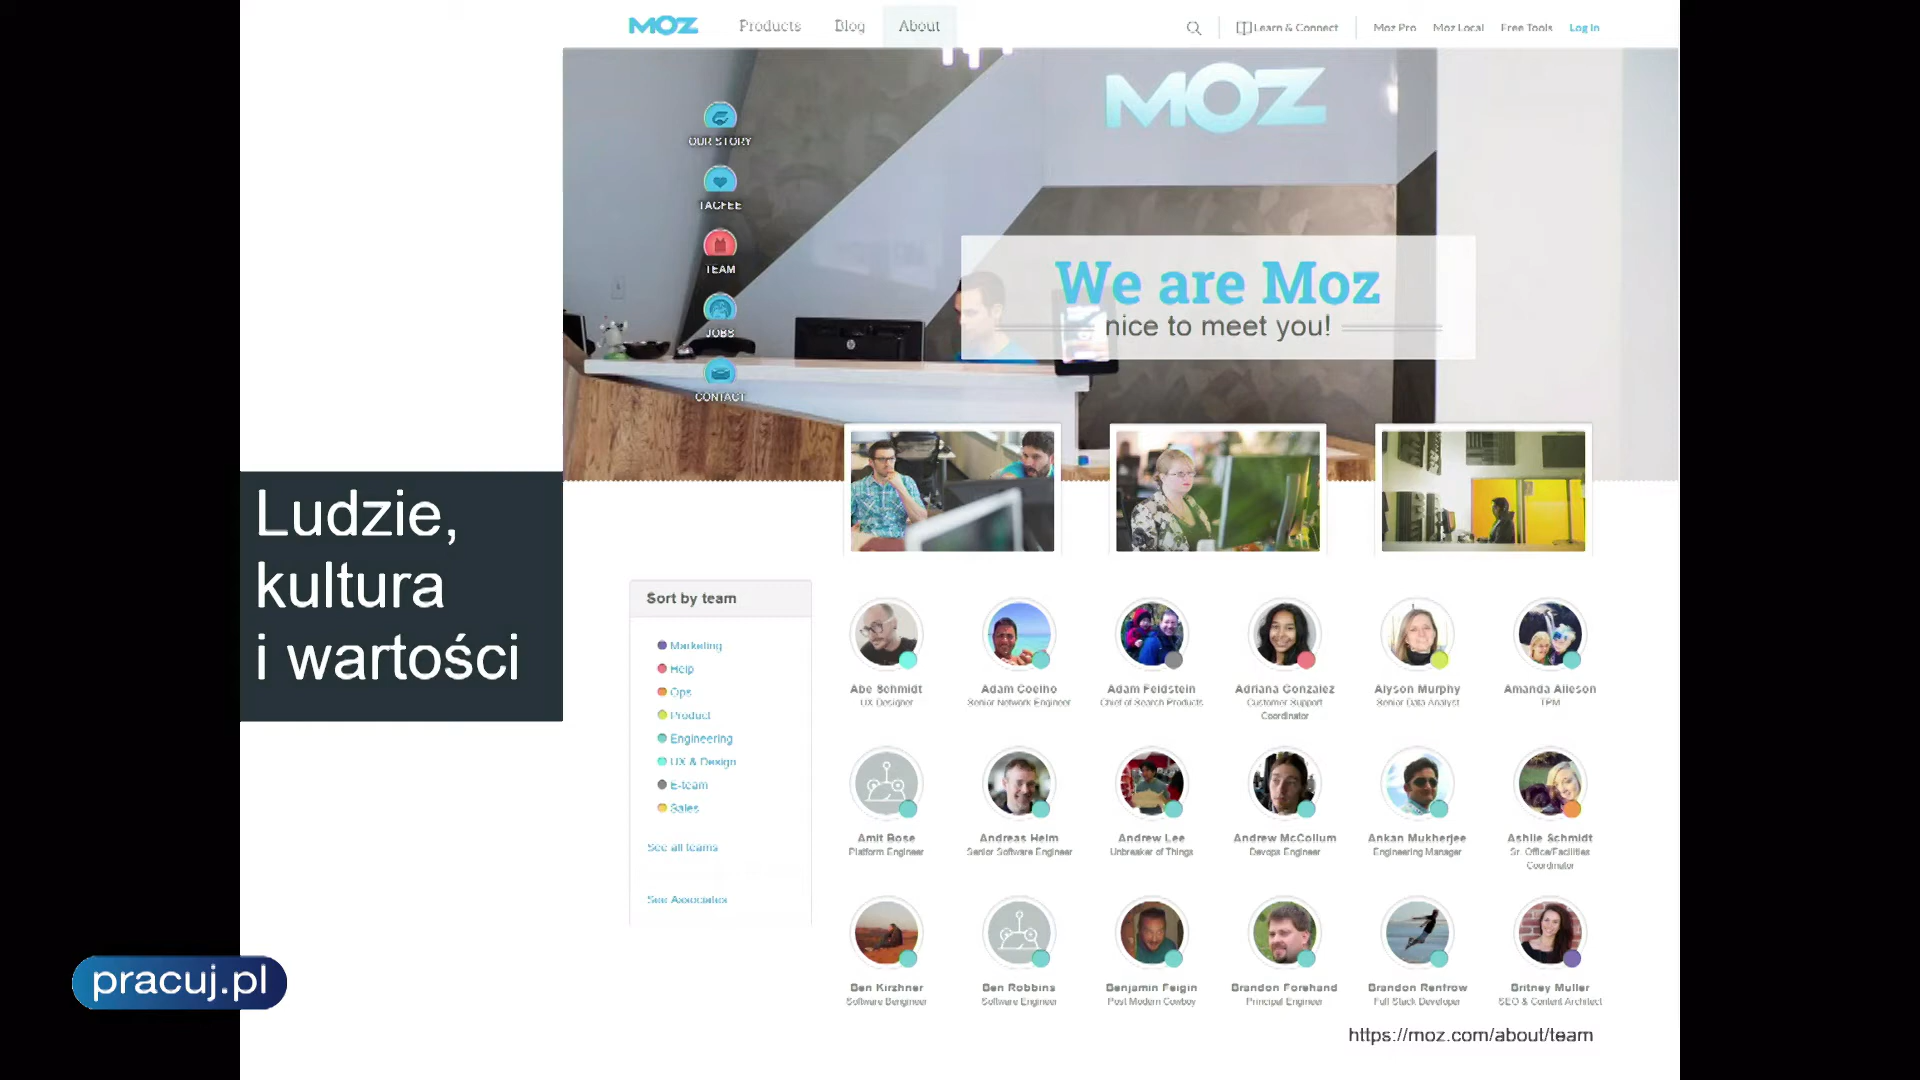 MOZ
Products
Blog
About
Learn & Connect
Moz Pro
Moz Local
Free Tools
Log in
MOZ
OUR STORY
TAGFEE
TEAM
JOBS
CONTACT
We are Moz
nice to meet you!
Ludzie,
kultura
i wartości
Sort by team
Marketing
Help
Ops
Product
Engineering
UX & Design
E-team
Sales
See all teams
See Associates
Abe Schmidt
UX Designer
Adam Coelho
Senior Network Engineer
Adam Feldstein
Chief of Search Products
Adriana Gonzalez
Customer Support
Coordinator
Alyson Murphy
Senior Data Analyst
Amanda Alleson
TPM
Amit Bose
Platform Engineer
Andreas Heim
Senior Software Engineer
Andrew Lee
Unbreaker of Things
Andrew McCollum
Devops Engineer
Ankan Mukherjee
Engineering Manager
Ashlie Schmidt
Sr. Office/Facilities
Coordinator
Ben Kirshner
Software Bengineer
Ben Robbins
Software Engineer
Benjamin Feigin
Post Modern Cowboy
Brandon Forehand
Principal Engineer
Brandon Rentrow
Full Stack Developer
Britney Muller
SEO & Content Architect
pracuj.pl
https://moz.com/about/team